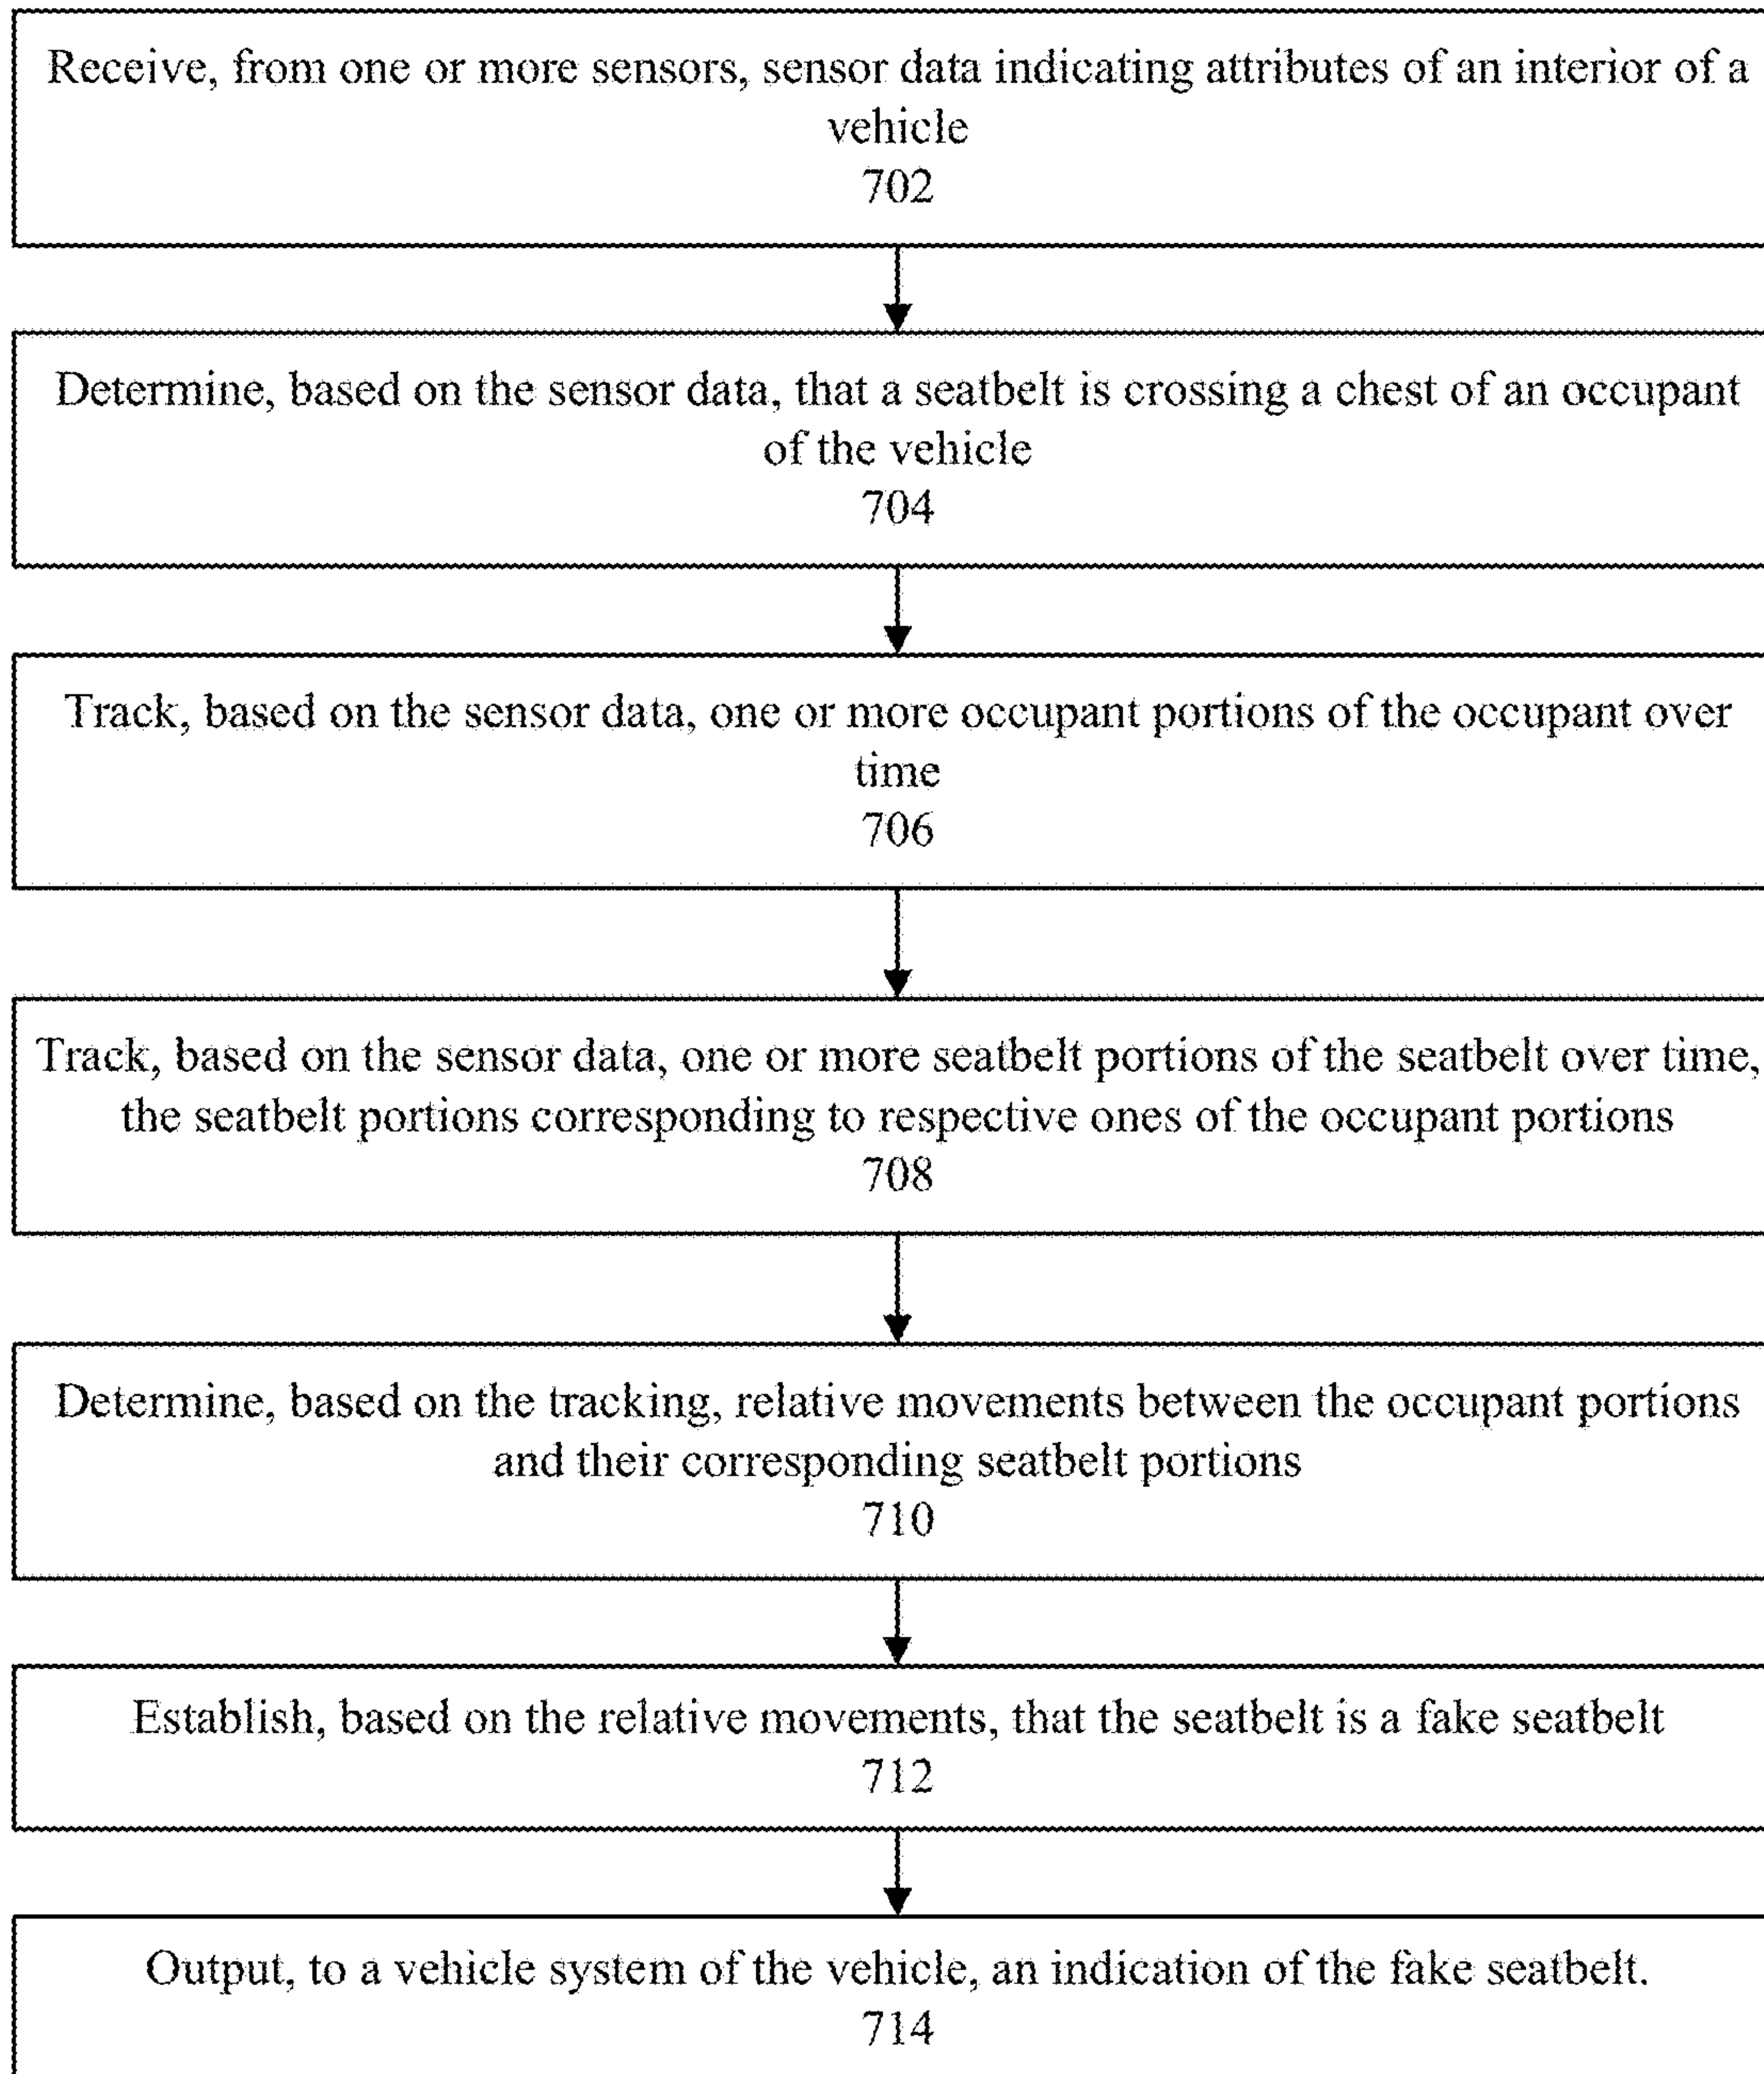 Receive, from one or more sensors, sensor data indicating attributes of an interior of a
vehicle
702
Determine, based on the sensor data, that a seatbelt is crossing a chest of an occupant
of the vehicle
704
Track, based on the sensor data, one or more occupant portions of the occupant over
time
706
Track, based on the sensor data, one or more seatbelt portions of the seatbelt over time,
the seatbelt portions corresponding to respective ones of the occupant portions
708
Determine, based on the tracking, relative movements between the occupant portions
and their corresponding seatbelt portions
710
Establish, based on the relative movements, that the seatbelt is a fake seatbelt
712
Output, to a vehicle system of the vehicle, an indication of the fake seatbelt.
714